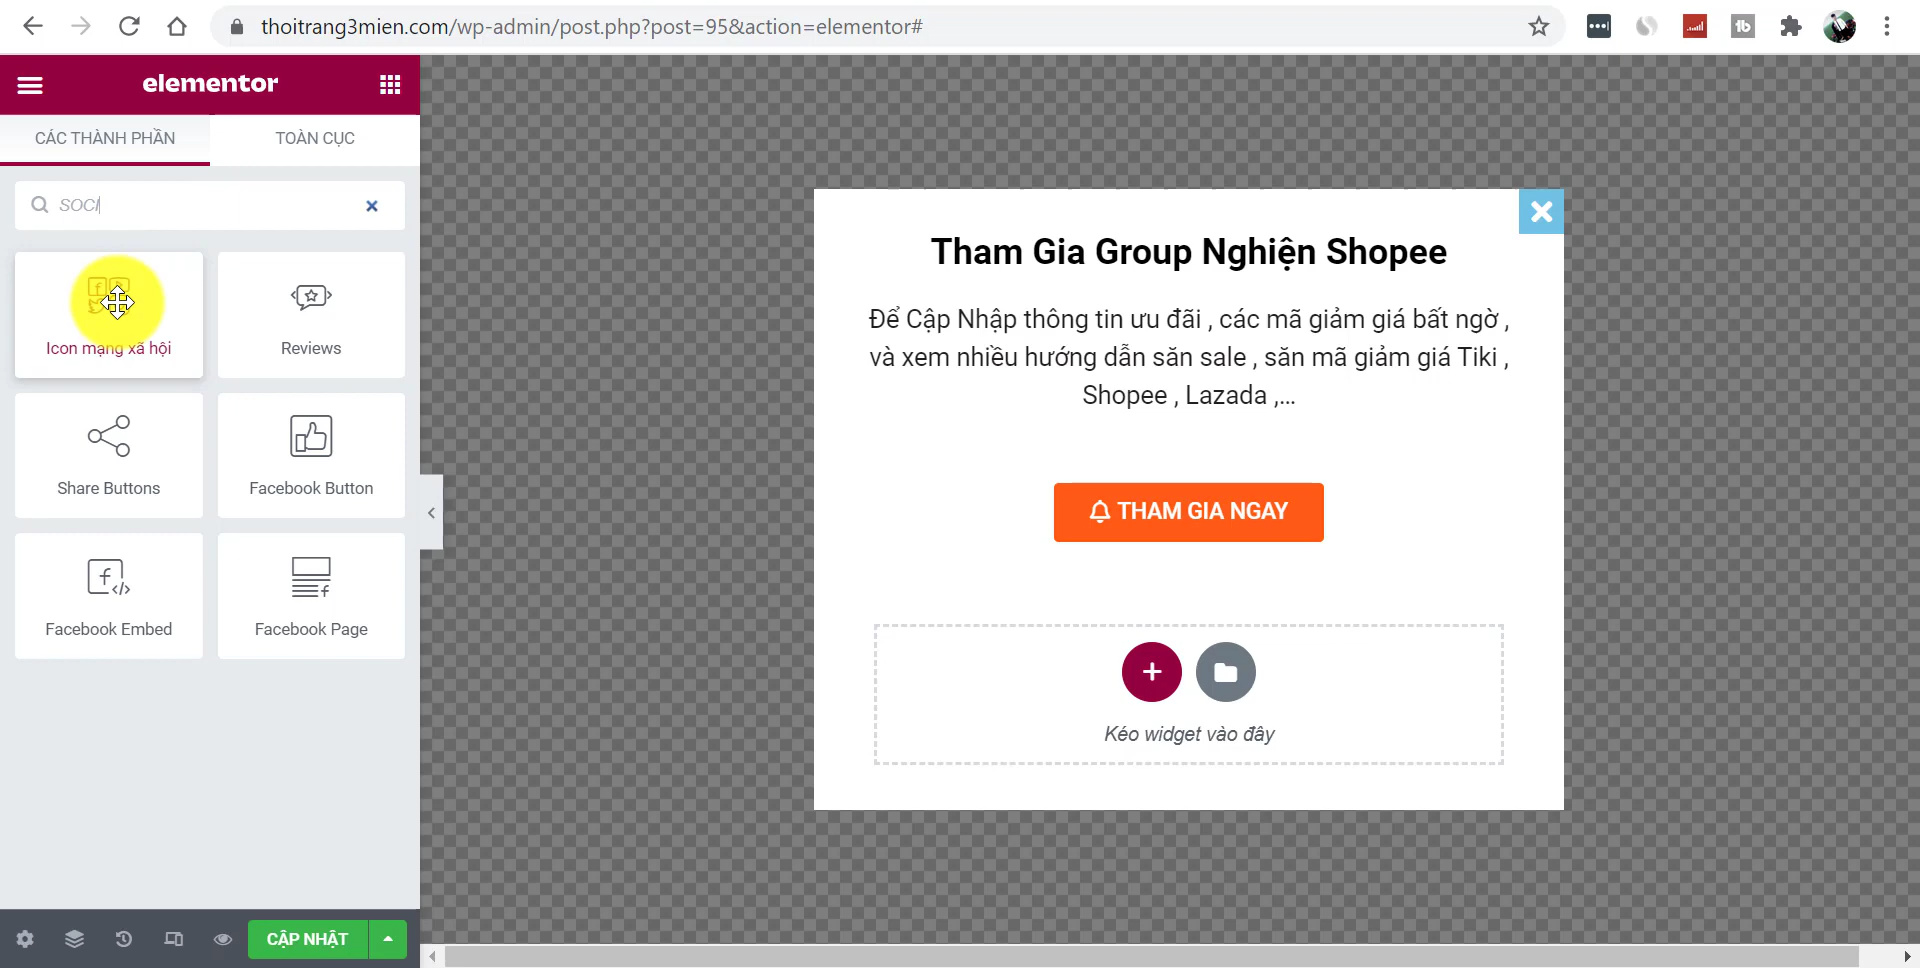 thoitrang3mien.com/wp-admin/post.php?post=95&action=elementor#
elementor
CÁC THÀNH PHẦN
TOÀN CỤC
SOCI
Icon mạng xã hội
Reviews
Share Buttons
Facebook Button
Facebook Embed
Facebook Page
CẬP NHẬT
Tham Gia Group Nghiện Shopee
Để Cập Nhập thông tin ưu đãi , các mã giảm giá bất ngờ ,
và xem nhiều hướng dẫn săn sale , săn mã giảm giá Tiki ,
Shopee , Lazada ,...
THAM GIA NGAY
Kéo widget vào đây